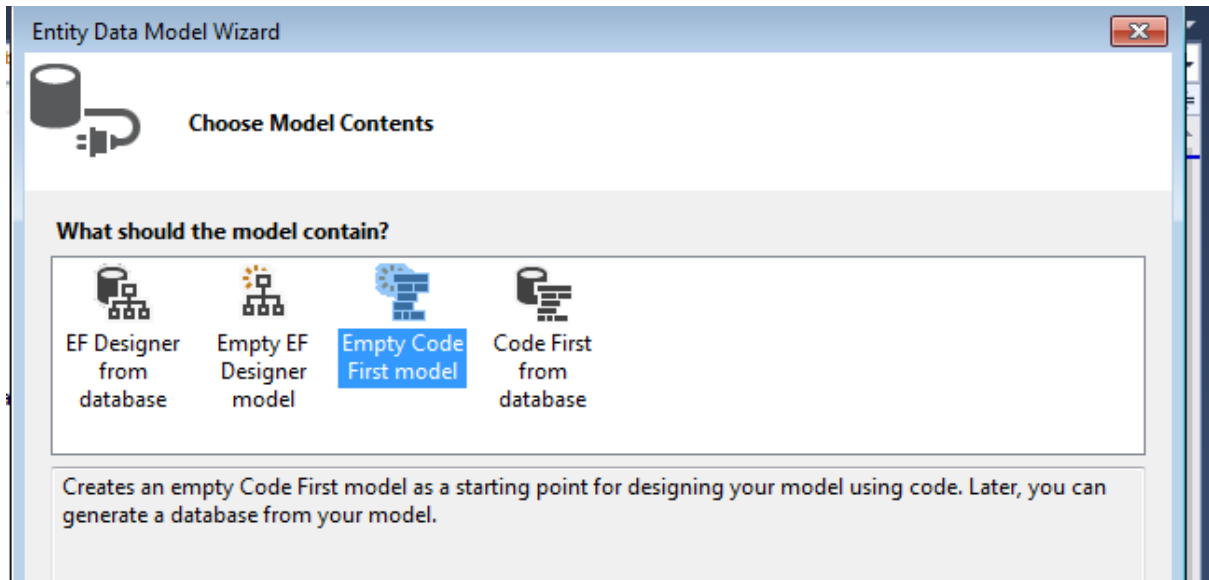 Entity Data Model Wizard
Choose Model Contents
What should the model contain?
EF Designer
from
database
Empty EF
Designer
model
Empty Code
First model
Code First
from
database
Creates an empty Code First model as a starting point for designing your model using code. Later, you can
generate a database from your model.